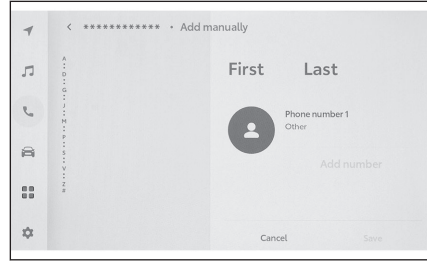 < ************ • Add manually
A
•
D
•
G
•
J
•
M
•
P
•
S
•
V
•
Z
#
First Last
Phone number 1
Other
Add number
Cancel Save